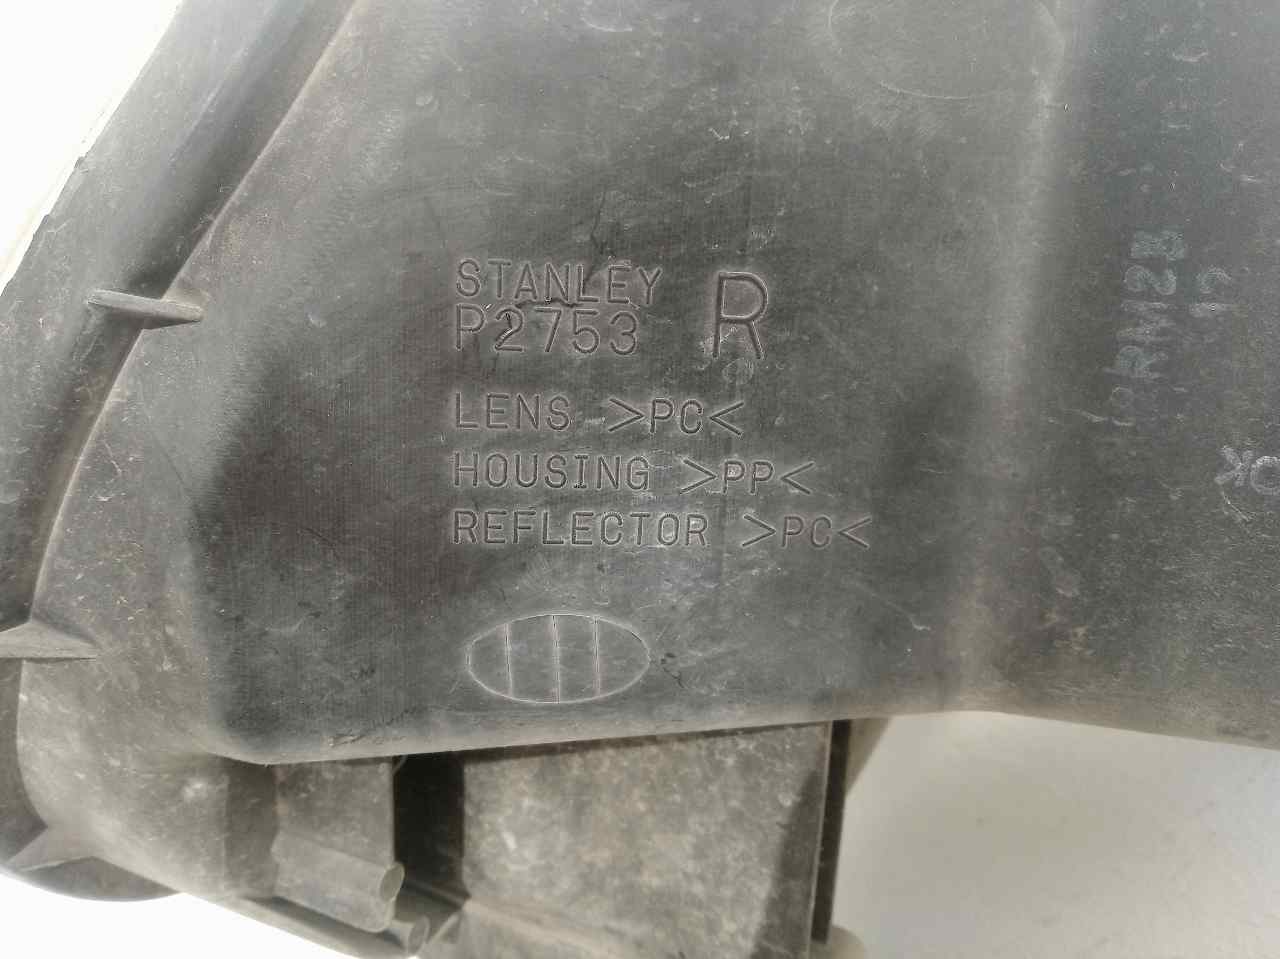 STANLEY R
P2753
LENS >PC<
HOUSING >PP<
REFLECTOR >PC<